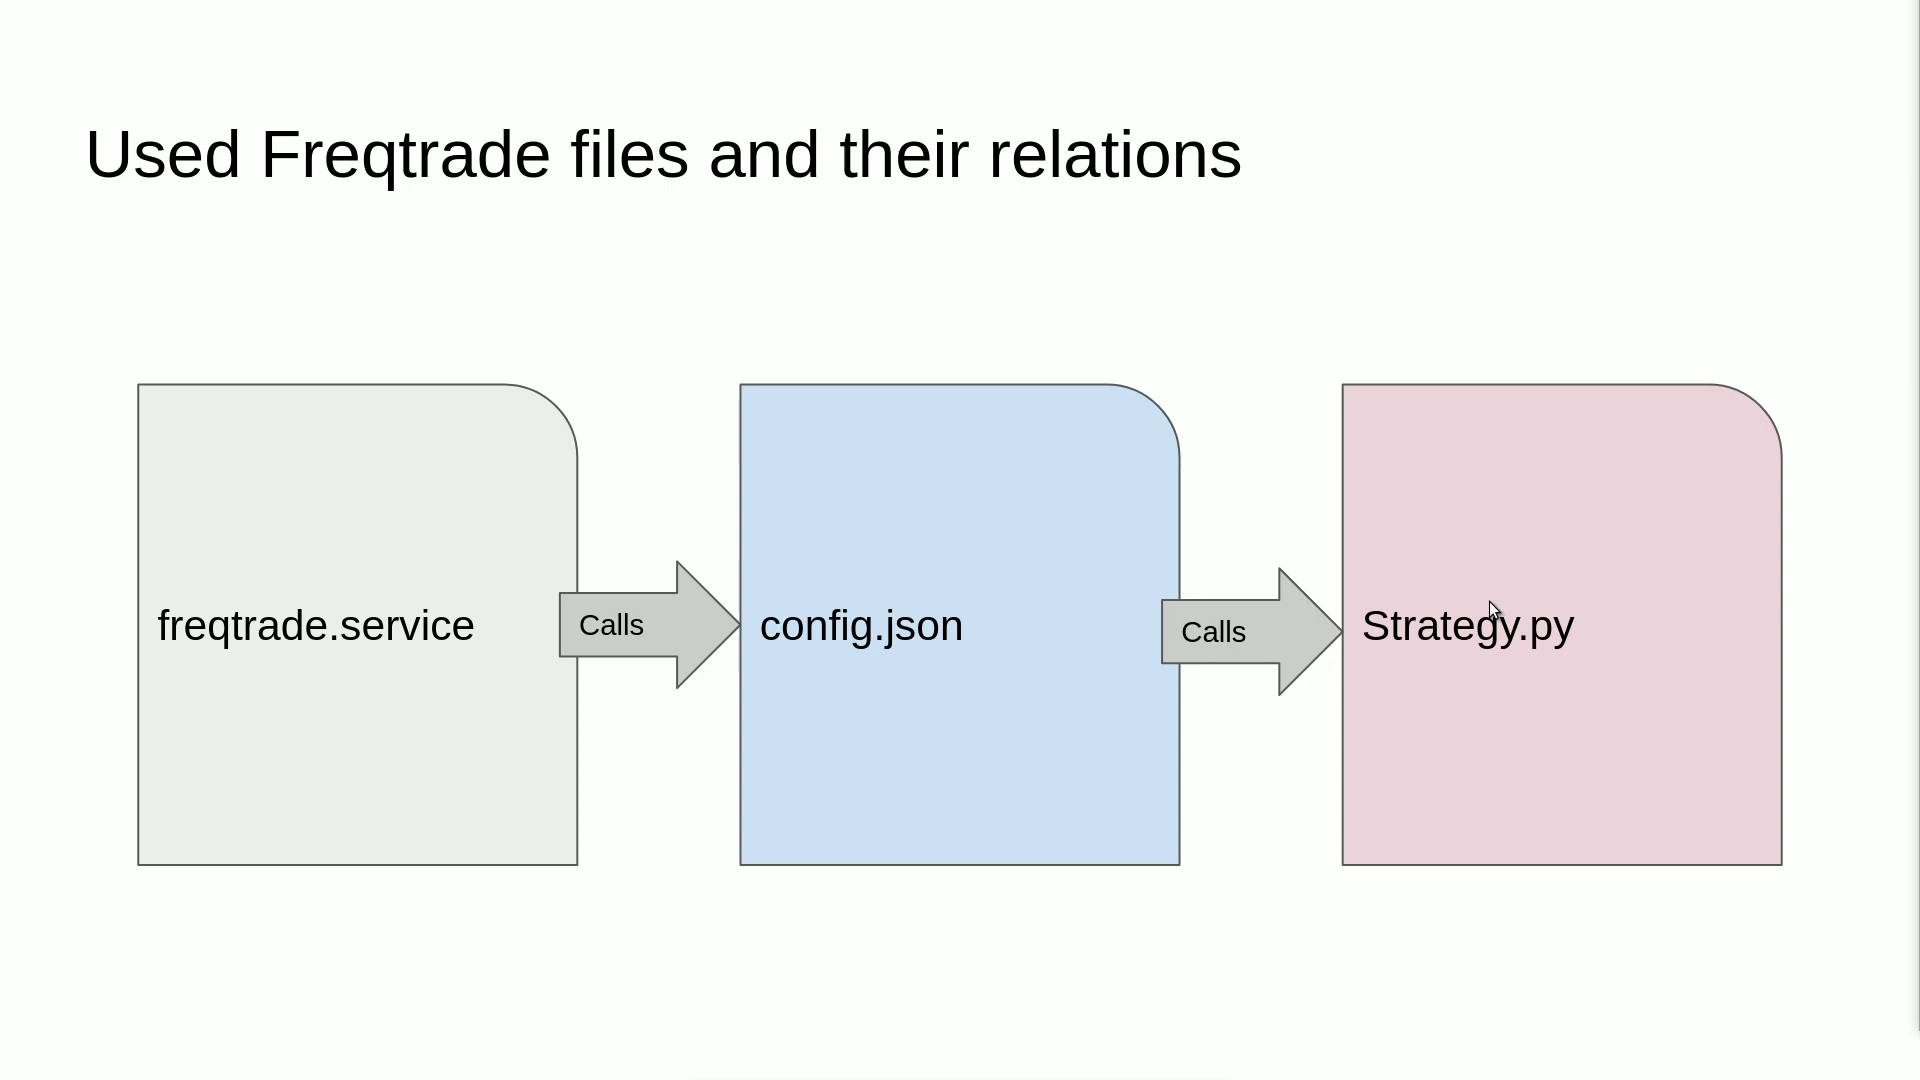 Used Freqtrade files and their relations
freqtrade.service
Calls
config.json
Calls
Strategy.py